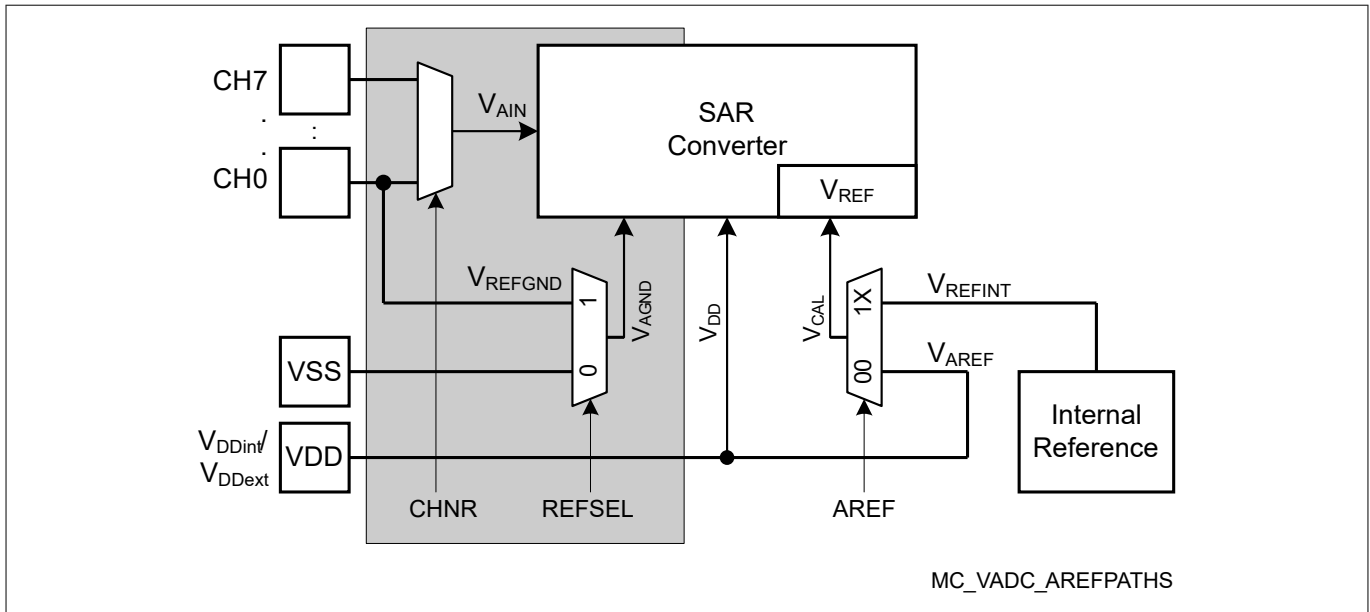 CH7
.
.
:
.
CH0
V_AIN
SAR
Converter
V_REF
V_REFGND
1
0
V_AGND
V_DD
V_CAL
1X
00
V_REFINT
V_AREF
VSS
V_DDint/
V_DDext
VDD
Internal
Reference
CHNR
REFSEL
AREF
MC_VADC_AREFPATHS